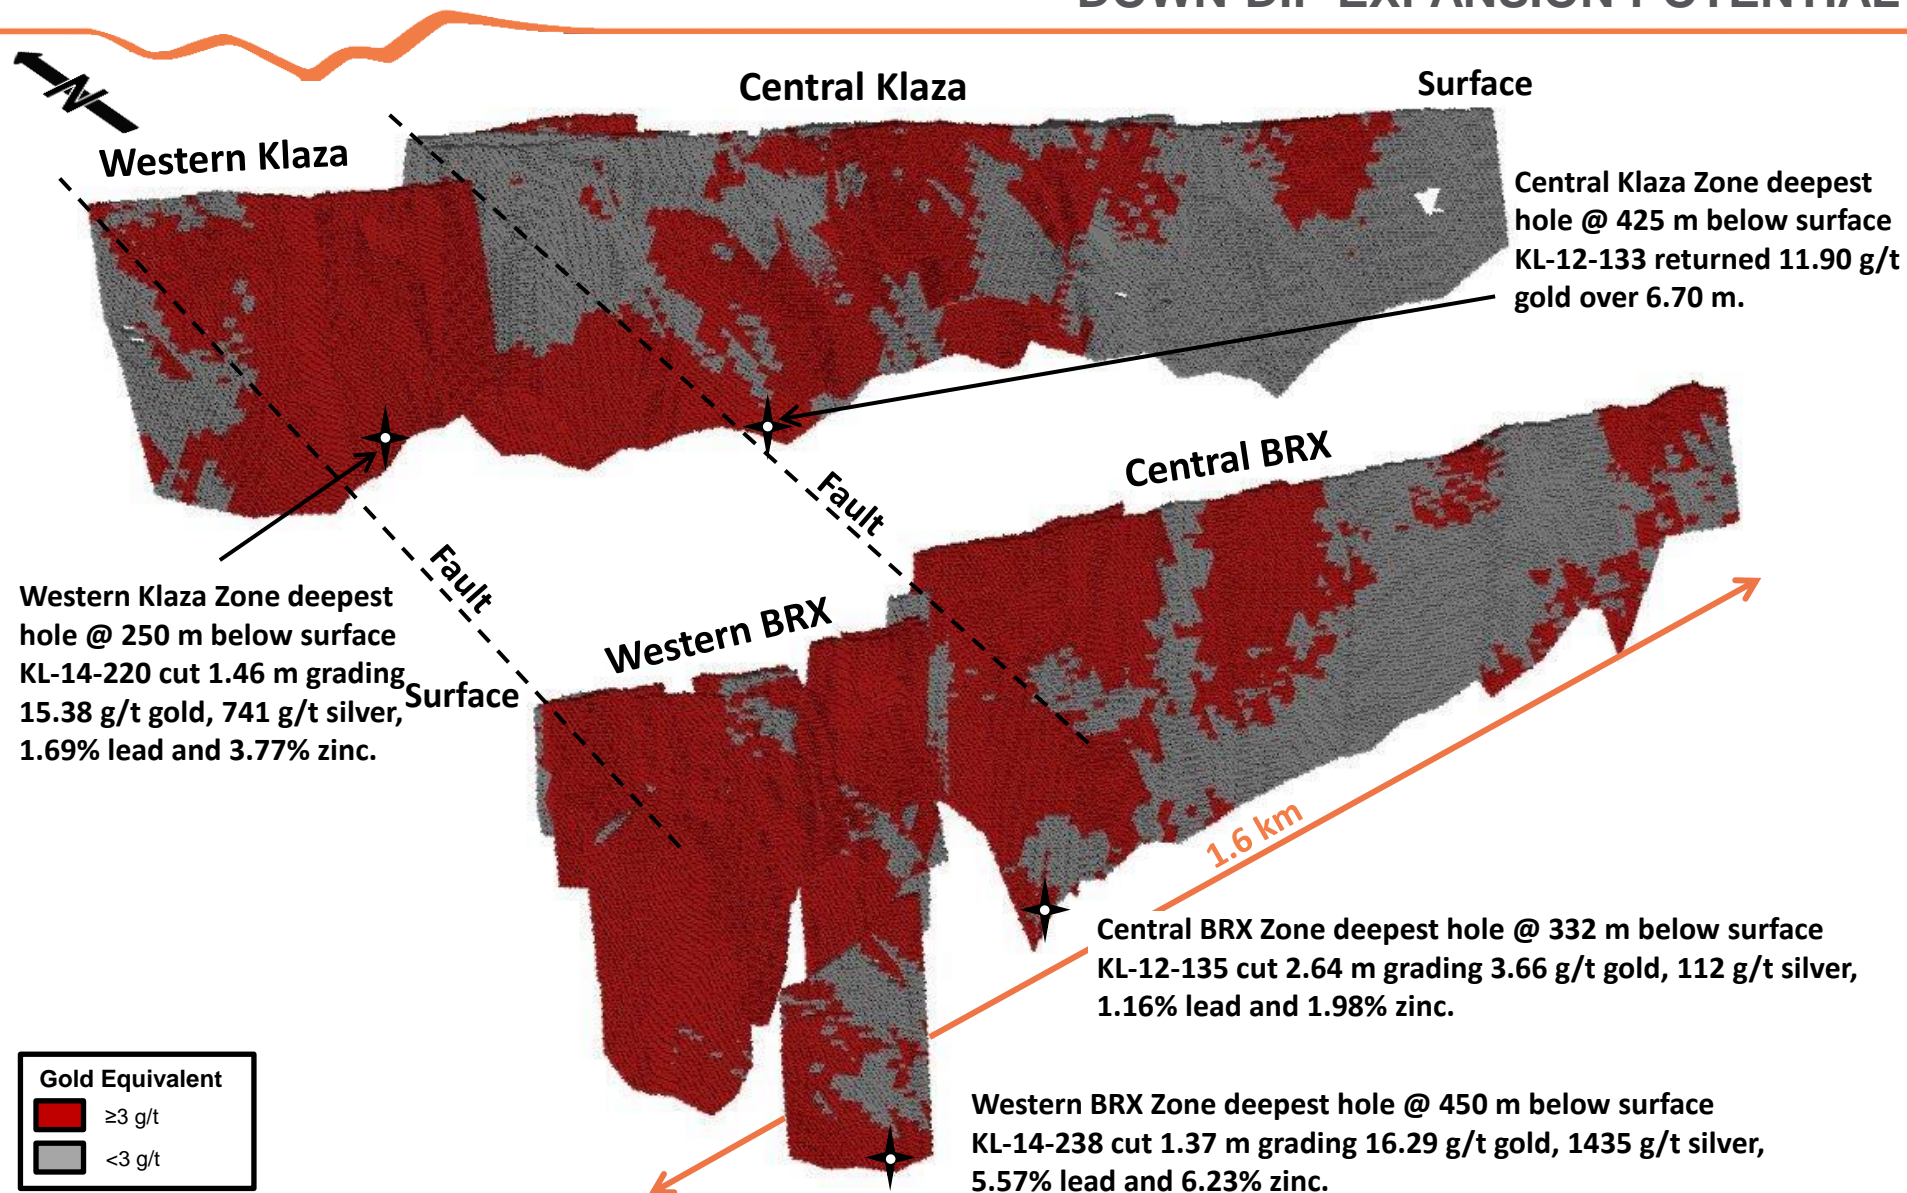 DOWN-DIP EXPANSION POTENTIAL
N
Central Klaza
Surface
Western Klaza
Central Klaza Zone deepest
hole @ 425 m below surface
KL-12-133 returned 11.90 g/t
gold over 6.70 m.
Central BRX
Fault
Fault
Western BRX
Western Klaza Zone deepest
hole @ 250 m below surface
KL-14-220 cut 1.46 m grading
15.38 g/t gold, 741 g/t silver,
1.69% lead and 3.77% zinc.
Surface
1.6 km
Central BRX Zone deepest hole @ 332 m below surface
KL-12-135 cut 2.64 m grading 3.66 g/t gold, 112 g/t silver,
1.16% lead and 1.98% zinc.
Gold Equivalent
≥3 g/t
<3 g/t
Western BRX Zone deepest hole @ 450 m below surface
KL-14-238 cut 1.37 m grading 16.29 g/t gold, 1435 g/t silver,
5.57% lead and 6.23% zinc.